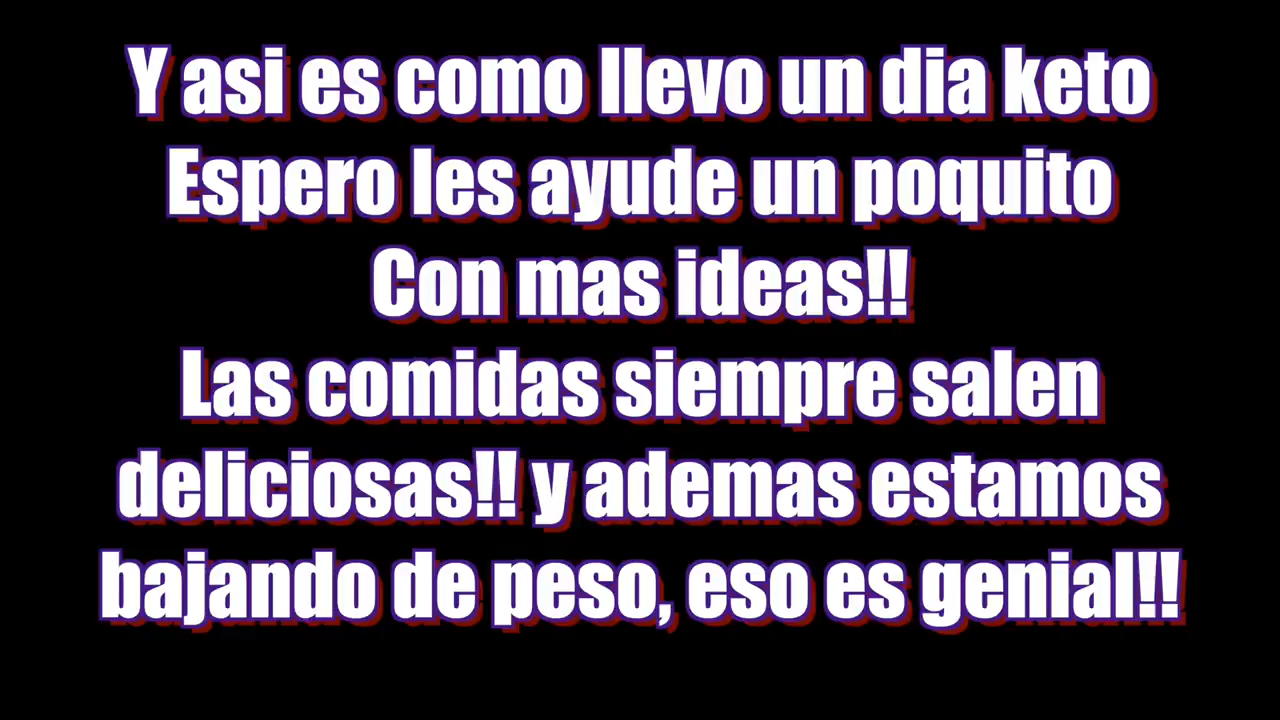 Y asi es como llevo un dia keto
Espero les ayude un poquito
Con mas ideas!!
Las comidas siempre salen
deliciosas!! y ademas estamos
bajando de peso, eso es genial!!